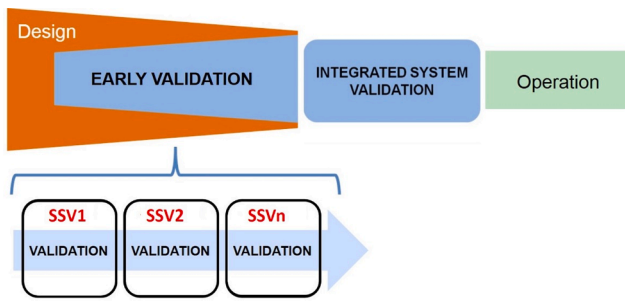 Design
EARLY VALIDATION
INTEGRATED SYSTEM
VALIDATION
Operation
SSV1
SSV2
SSVn
VALIDATION
VALIDATION
VALIDATION